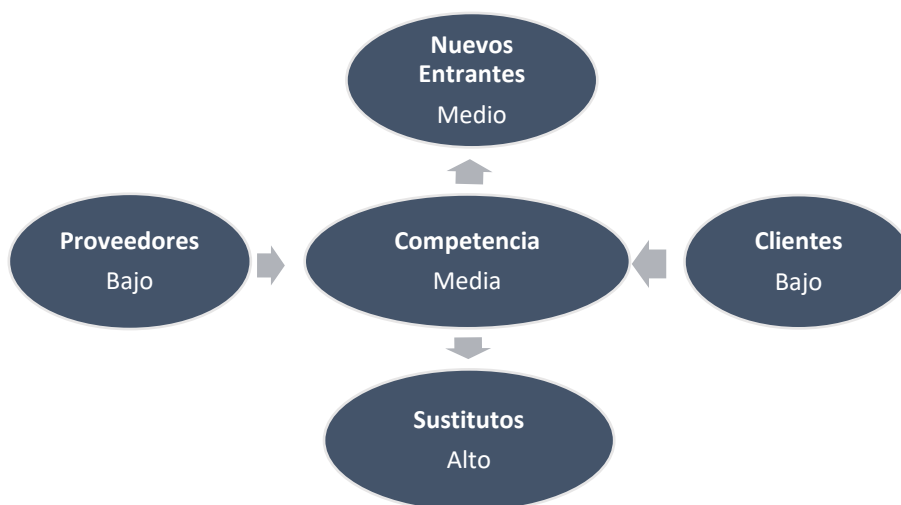 Nuevos
Entrantes
Medio
Proveedores
Bajo
Competencia
Media
Clientes
Bajo
Sustitutos
Alto